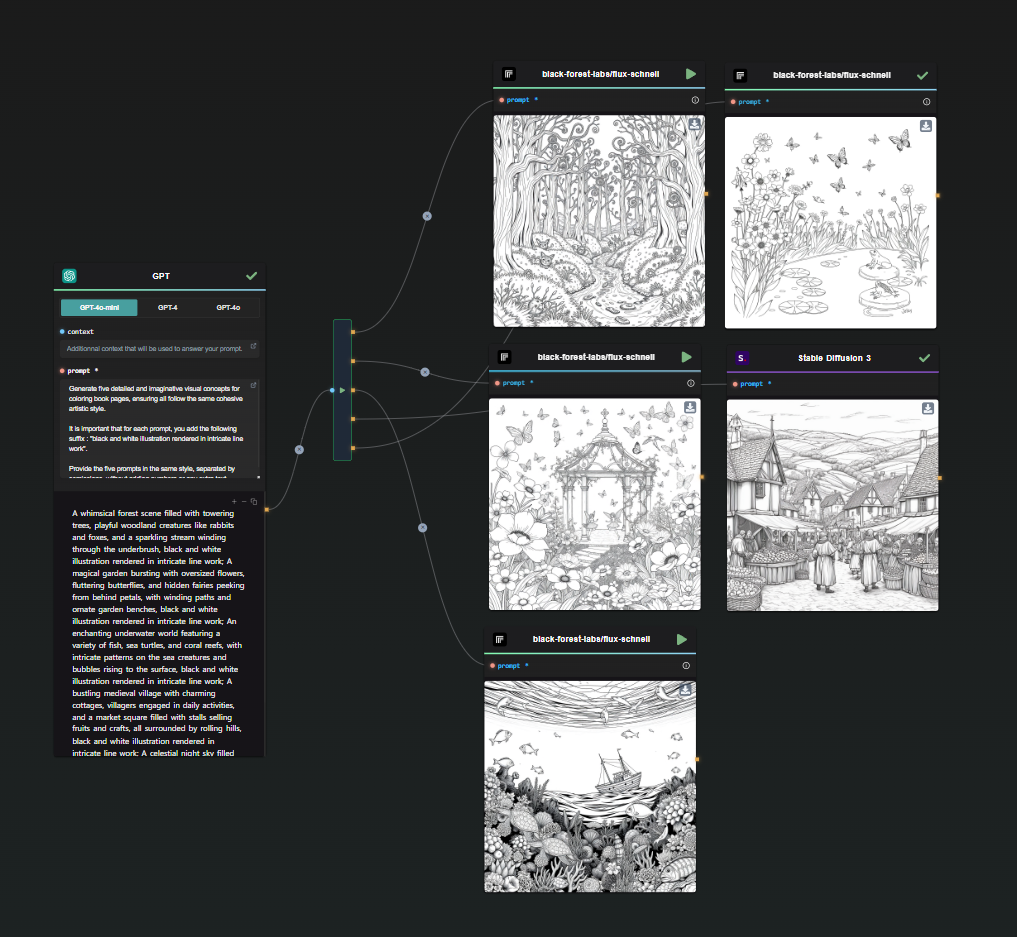 GPT
GPT-4o-mini
GPT-4
GPT-4o
context
Additionnal context that will be used to answer your prompt.
prompt *
Generate five detailed and imaginative visual concepts for
coloring book pages, ensuring all follow the same cohesive
artistic style.
It is important that for each prompt, you add the following
suffix : "black and white illustration rendered in intricate line
work".
Provide the five prompts in the same style, separated by
A whimsical forest scene filled with towering
trees, playful woodland creatures like rabbits
and foxes, and a sparkling stream winding
through the underbrush, black and white
illustration rendered in intricate line work; A
magical garden bursting with oversized flowers,
fluttering butterflies, and hidden fairies peeking
from behind petals, with winding paths and
ornate garden benches, black and white
illustration rendered in intricate line work; An
enchanting underwater world featuring a
variety of fish, sea turtles, and coral reefs, with
intricate patterns on the sea creatures and
bubbles rising to the surface, black and white
illustration rendered in intricate line work; A
bustling medieval village with charming
cottages, villagers engaged in daily activities,
and a market square filled with stalls selling
fruits and crafts, all surrounded by rolling hills,
black and white illustration rendered in
intricate line work; A celestial night sky filled
black-forest-labs/flux-schnell
prompt *
black-forest-labs/flux-schnell
prompt *
black-forest-labs/flux-schnell
prompt *
S
Stable Diffusion 3
prompt *
black-forest-labs/flux-schnell
prompt *